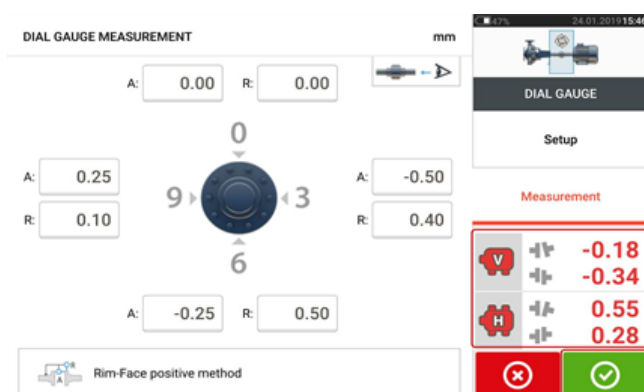 47% 24.01.2019 15:46
DIAL GAUGE MEASUREMENT mm
A: 0.00 R: 0.00
DIAL GAUGE
0
Setup
A: 0.25
A: -0.50
9 3
Measurement
R: 0.10
R: 0.40
6
V -0.18
-0.34
A: -0.25 R: 0.50
H 0.55
0.28
A R
Rim-Face positive method